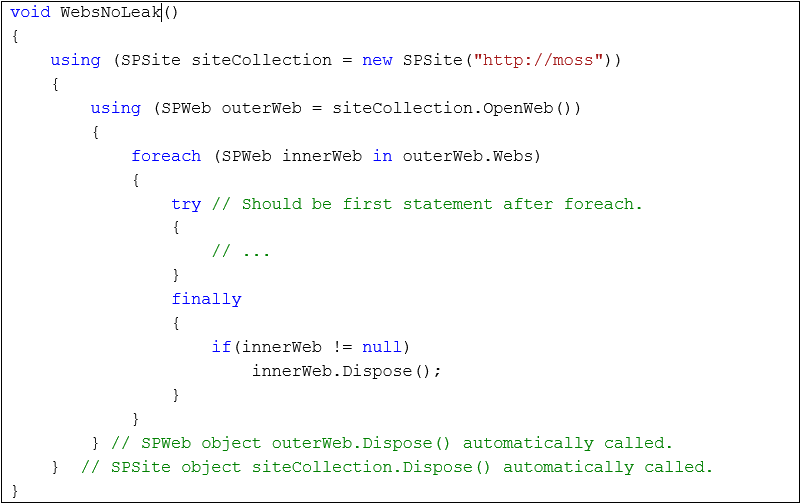 void WebsNoLeak()
{
    using (SPSite siteCollection = new SPSite("http://moss"))
    {
        using (SPWeb outerWeb = siteCollection.OpenWeb())
        {
            foreach (SPWeb innerWeb in outerWeb.Webs)
            {
                try // Should be first statement after foreach.
                {
                    // ...
                }
                finally
                {
                    if(innerWeb != null)
                        innerWeb.Dispose();
                }
            }
        } // SPWeb object outerWeb.Dispose() automatically called.
    }  // SPSite object siteCollection.Dispose() automatically called.
}